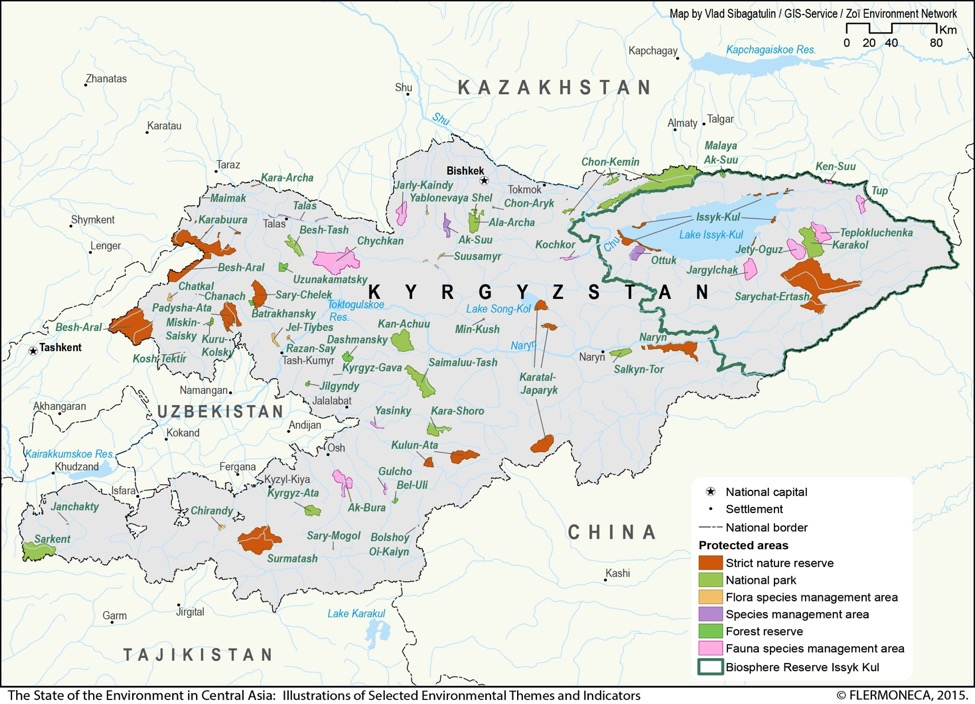 Map by Vlad Sibagatulin / GIS-Service / Zoï Environment Network
0 20 40 80 Km
Kapchagay
Kapchagaiskoe Res.
Zhanatas
KAZAKHSTAN
Shu
Shu
Karatau
Almaty
Talgar
Malaya
Ak-Suu
Taraz
Kara-Archa
Bishkek
Chon-Kemin
Ken-Suu
Maimak
Jarly-Kaindy
Tokmok
Tup
Yablonevaya Shel
Chon-Aryk
Talas
Shymkent
Karabuura
Talas
Besh-Tash
Ala-Archa
Issyk-Kul
Lake Issyk-Kul
Teplokluchenka
Karakol
Lenger
Chychkan
Ak-Suu
Kochkor
Chu
Jety-Oguz
Suusamyr
Ottuk
Besh-Aral
Uzunakamatsky
Jargylchak
Chatkal
Chanach
Sary-Chelek
KYRGYZSTAN
Sarychat-Ertash
Padysha-Ata
Batrakhansky
Toktogulskoe
Res.
Lake Song-Kol
Miskin-
Saisky
Kuru-
Kolsky
Besh-Aral
Jel-Tiybes
Kan-Achuu
Min-Kush
Tashkent
Razan-Say
Dashmansky
Naryn
Naryn
Naryn
Kosh-Tektir
Tash-Kumyr
Kyrgyz-Gava
Saimaluu-Tash
Salkyn-Tor
Karatal-
Japaryk
Namangan
Jilgyndy
Jalalabat
Akhangaran
UZBEKISTAN
Yasinky
Kara-Shoro
Kokand
Andijan
Kulun-Ata
Kairakkumskoe Res.
Khudzand
Osh
Fergana
Gulcho
Isfara
Kyzyl-Kiya
Bel-Uli
Kyrgyz-Ata
Janchakty
Chirandy
Ak-Bura
Sarkent
Sary-Mogol
Bolshoy
Ol-Kaiyn
CHINA
Surmatash
Kashi
Garm
Jirgital
Lake Karakul
TAJIKISTAN
National capital
Settlement
National border
Protected areas
Strict nature reserve
National park
Flora species management area
Species management area
Forest reserve
Fauna species management area
Biosphere Reserve Issyk Kul
The State of the Environment in Central Asia: Illustrations of Selected Environmental Themes and Indicators
© FLERMONECA, 2015.